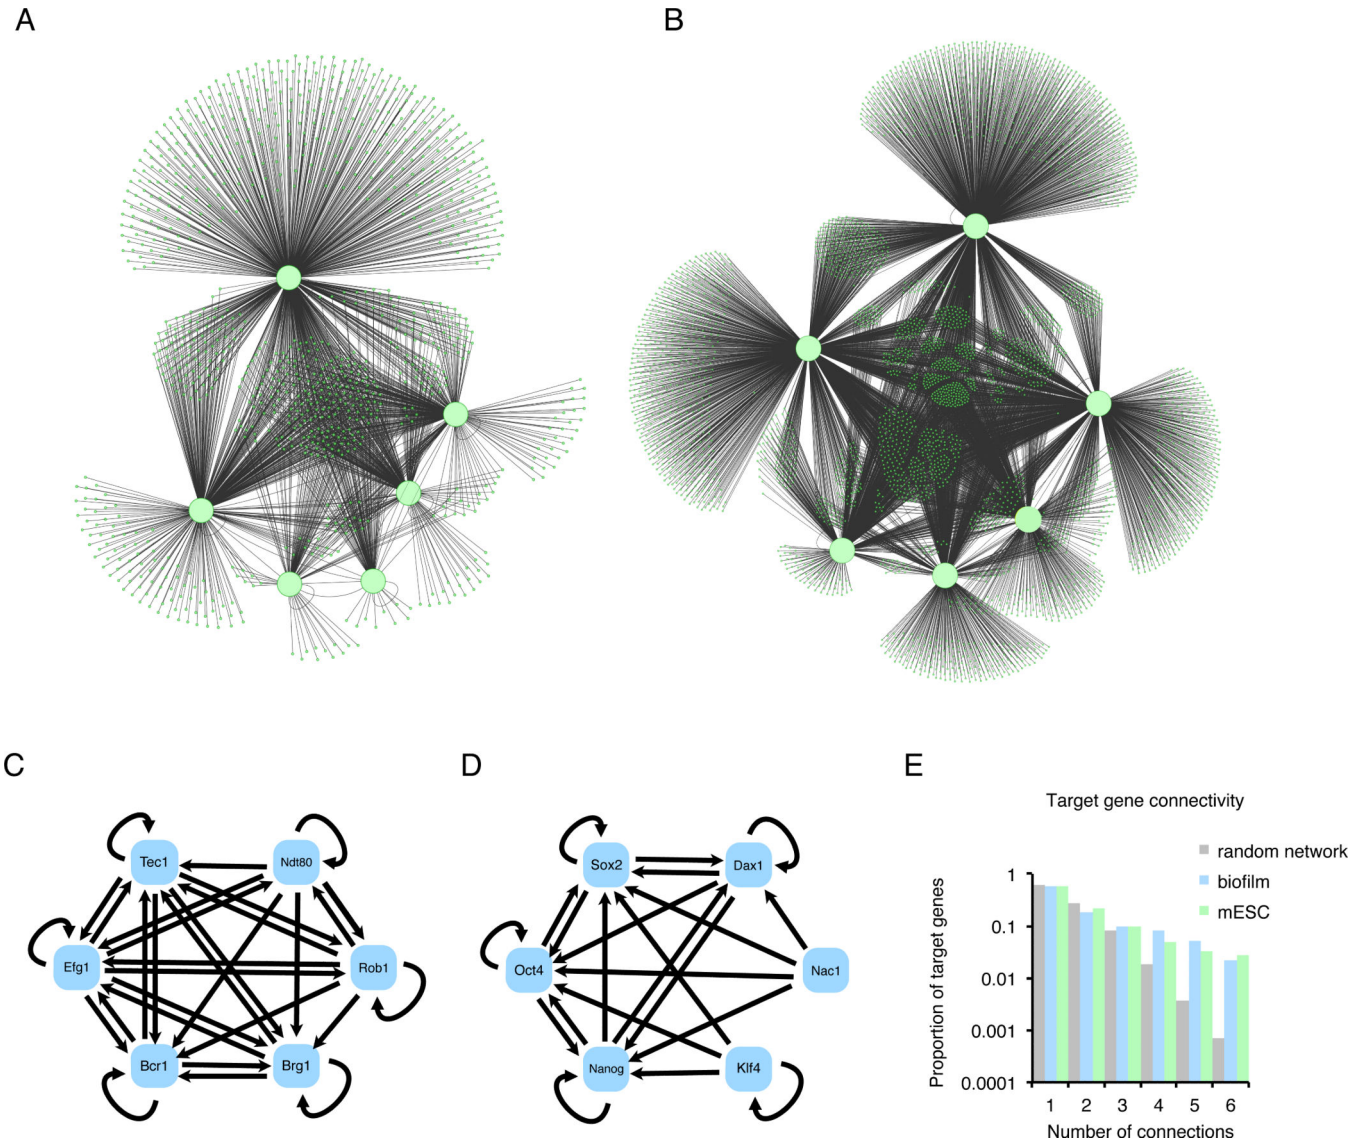 A
B
C
D
E
Tec1
Ndt80
Efg1
Rob1
Bcr1
Brg1
Sox2
Dax1
Oct4
Nac1
Nanog
Klf4
Target gene connectivity
random network
biofilm
mESC
Proportion of target genes
1
0.1
0.01
0.001
0.0001
1 2 3 4 5 6
Number of connections